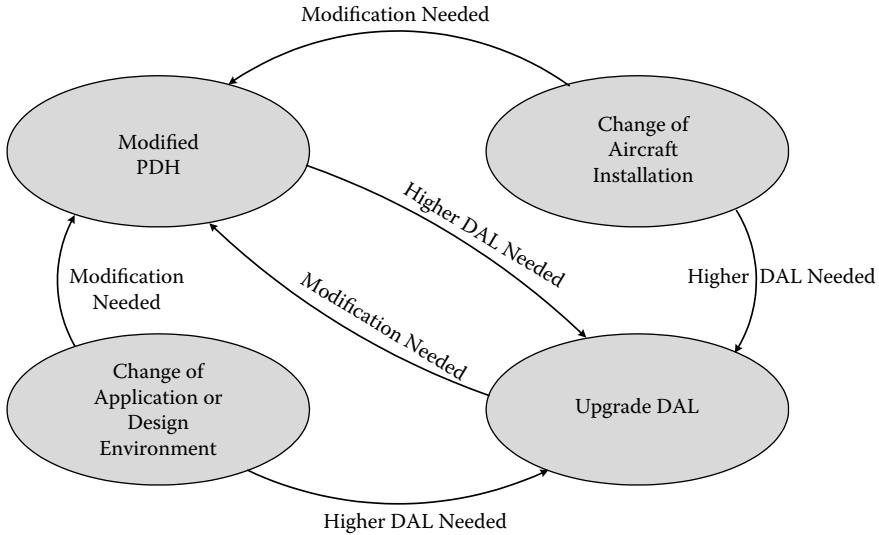 Modification Needed
Modified
PDH
Change of
Aircraft
Installation
Higher DAL Needed
Modification Needed
Higher DAL Needed
Modification
Needed
Change of
Application or
Design
Environment
Upgrade DAL
Higher DAL Needed